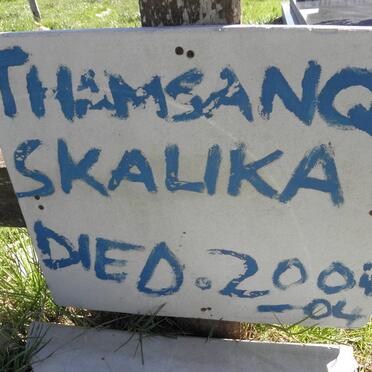 THAMSANQ
SKALIKA
DIED. 200
-04